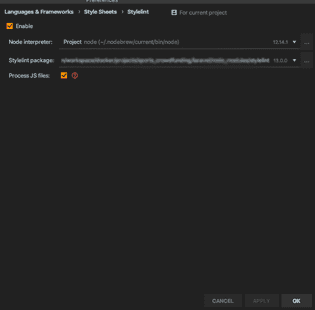 Preferences
Languages & Frameworks › Style Sheets › Stylelint For current project
Enable
Node interpreter: Project node (~/.nodebrew/current/bin/node) 12.14.1 ...
Stylelint package: 13.0.0 ...
Process JS files:
CANCEL APPLY OK